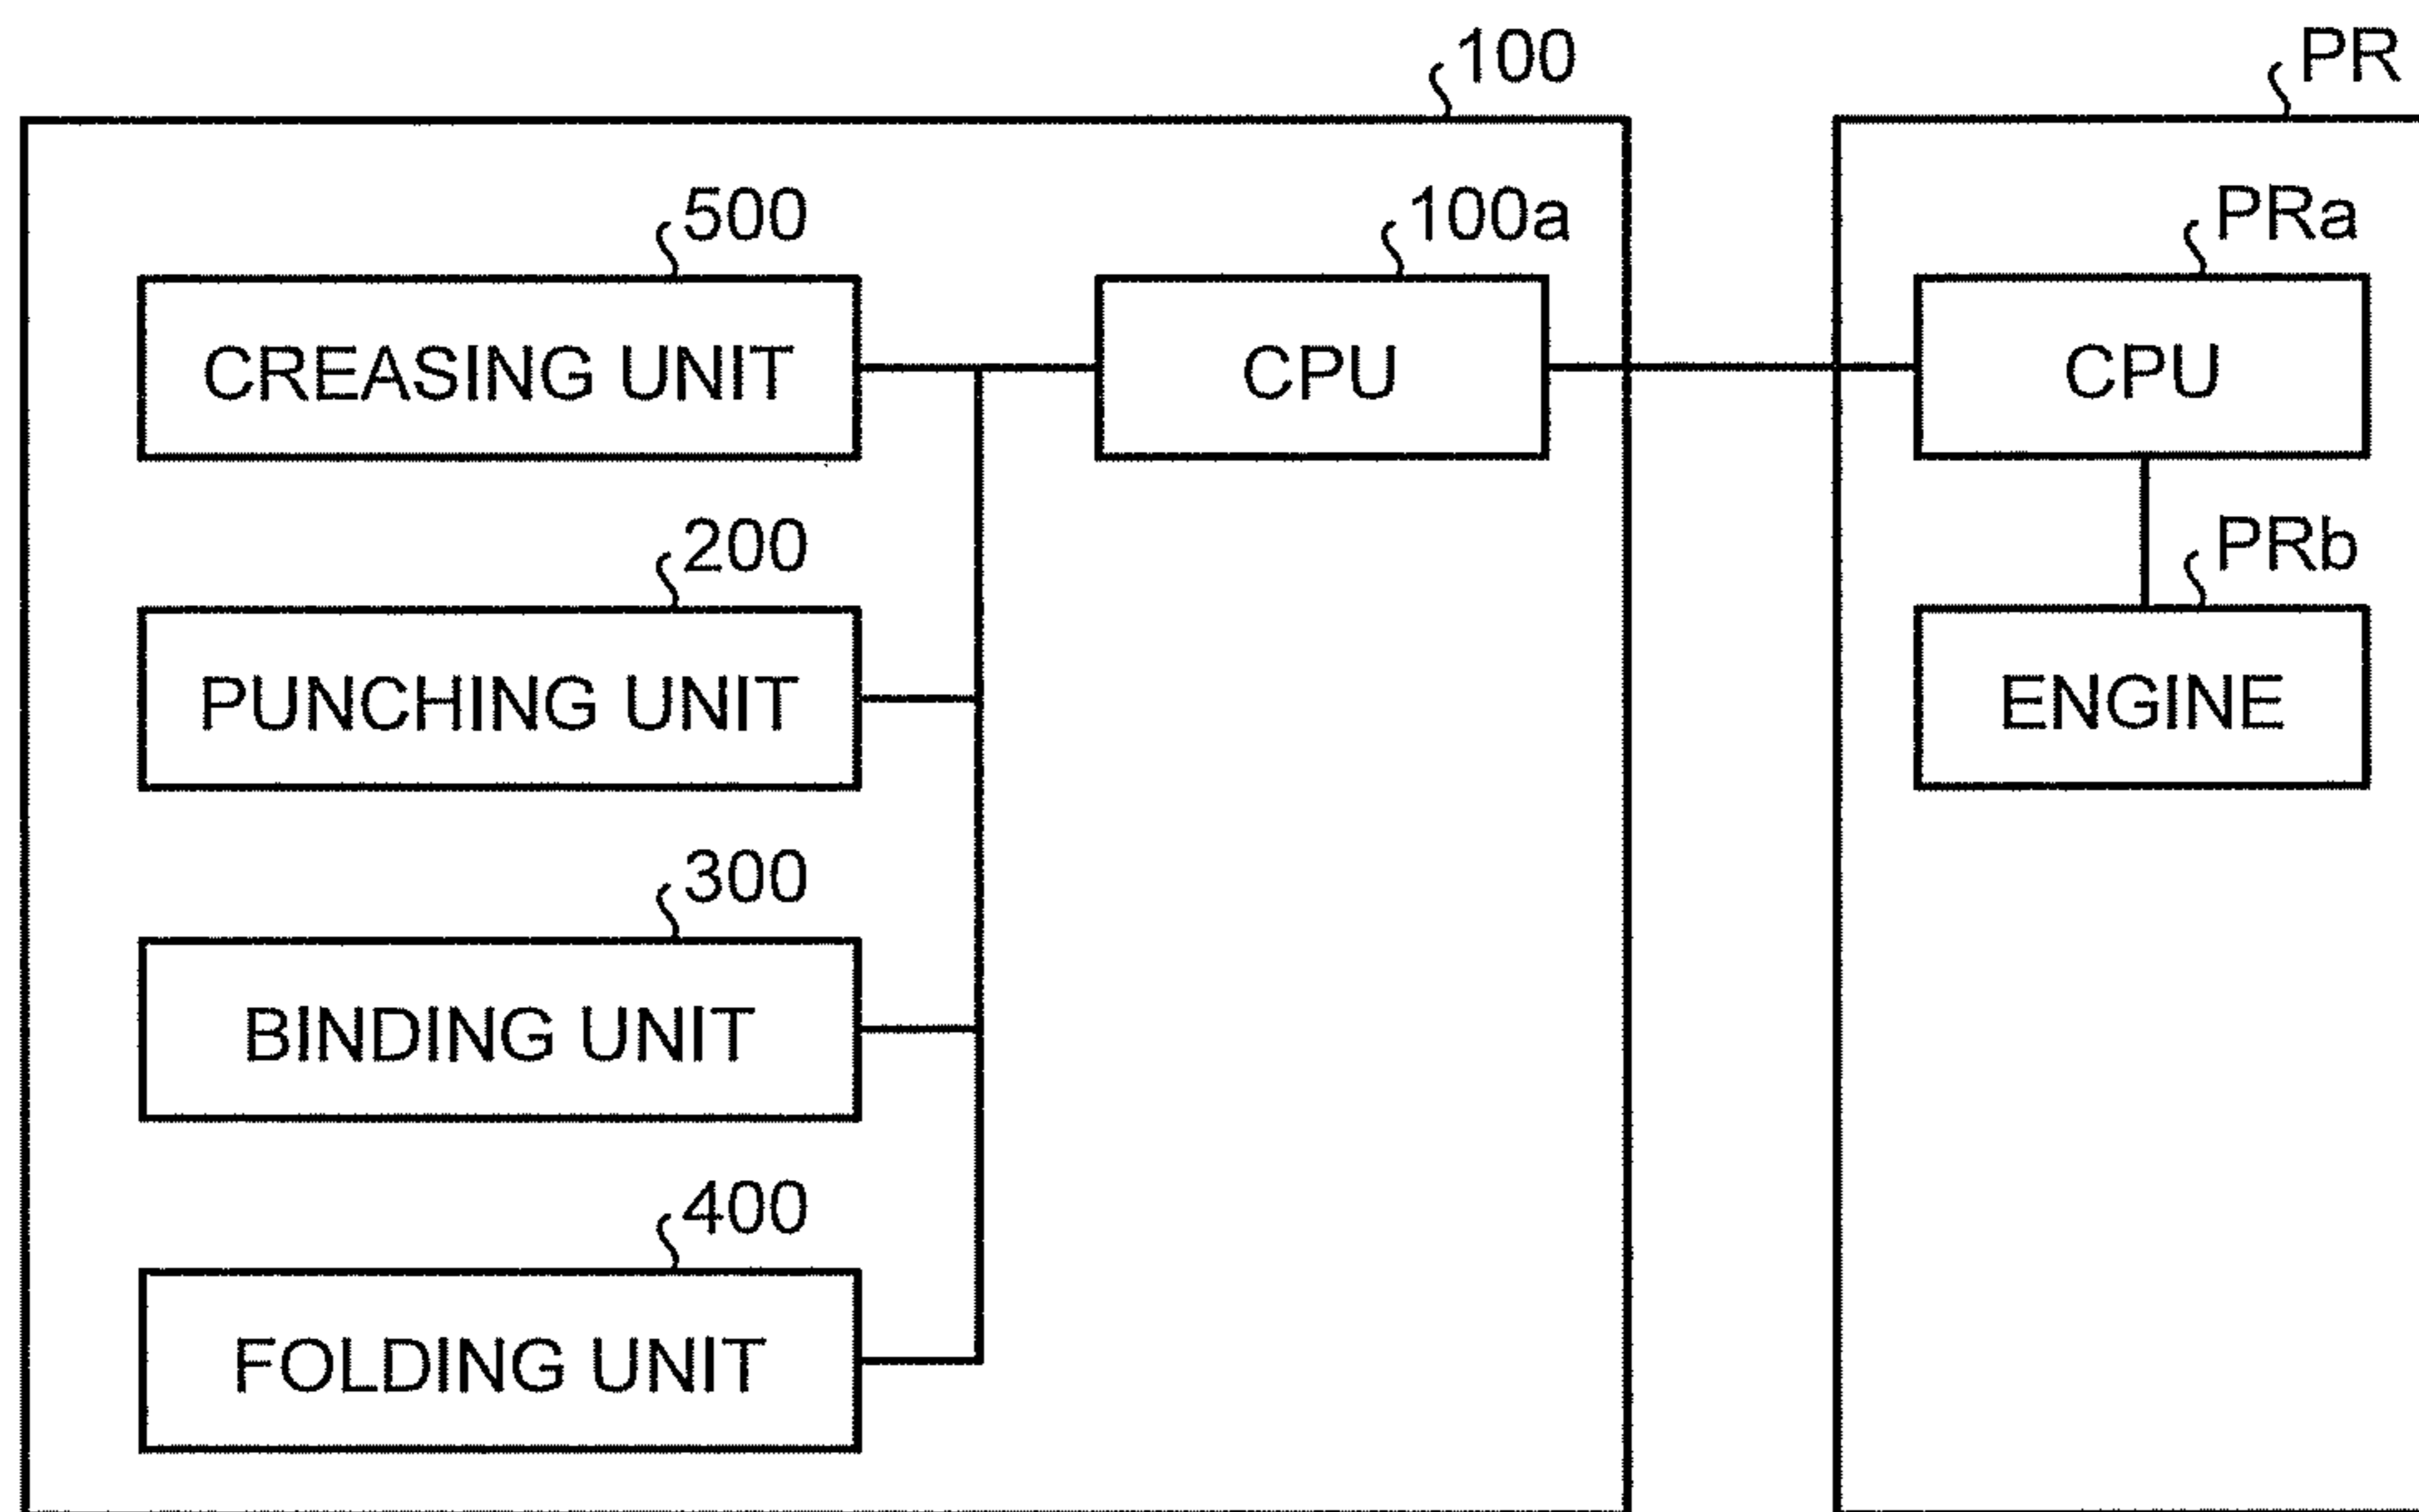 100
PR
500
100a
PRa
CREASING UNIT
CPU
CPU
200
PRb
PUNCHING UNIT
ENGINE
300
BINDING UNIT
400
FOLDING UNIT